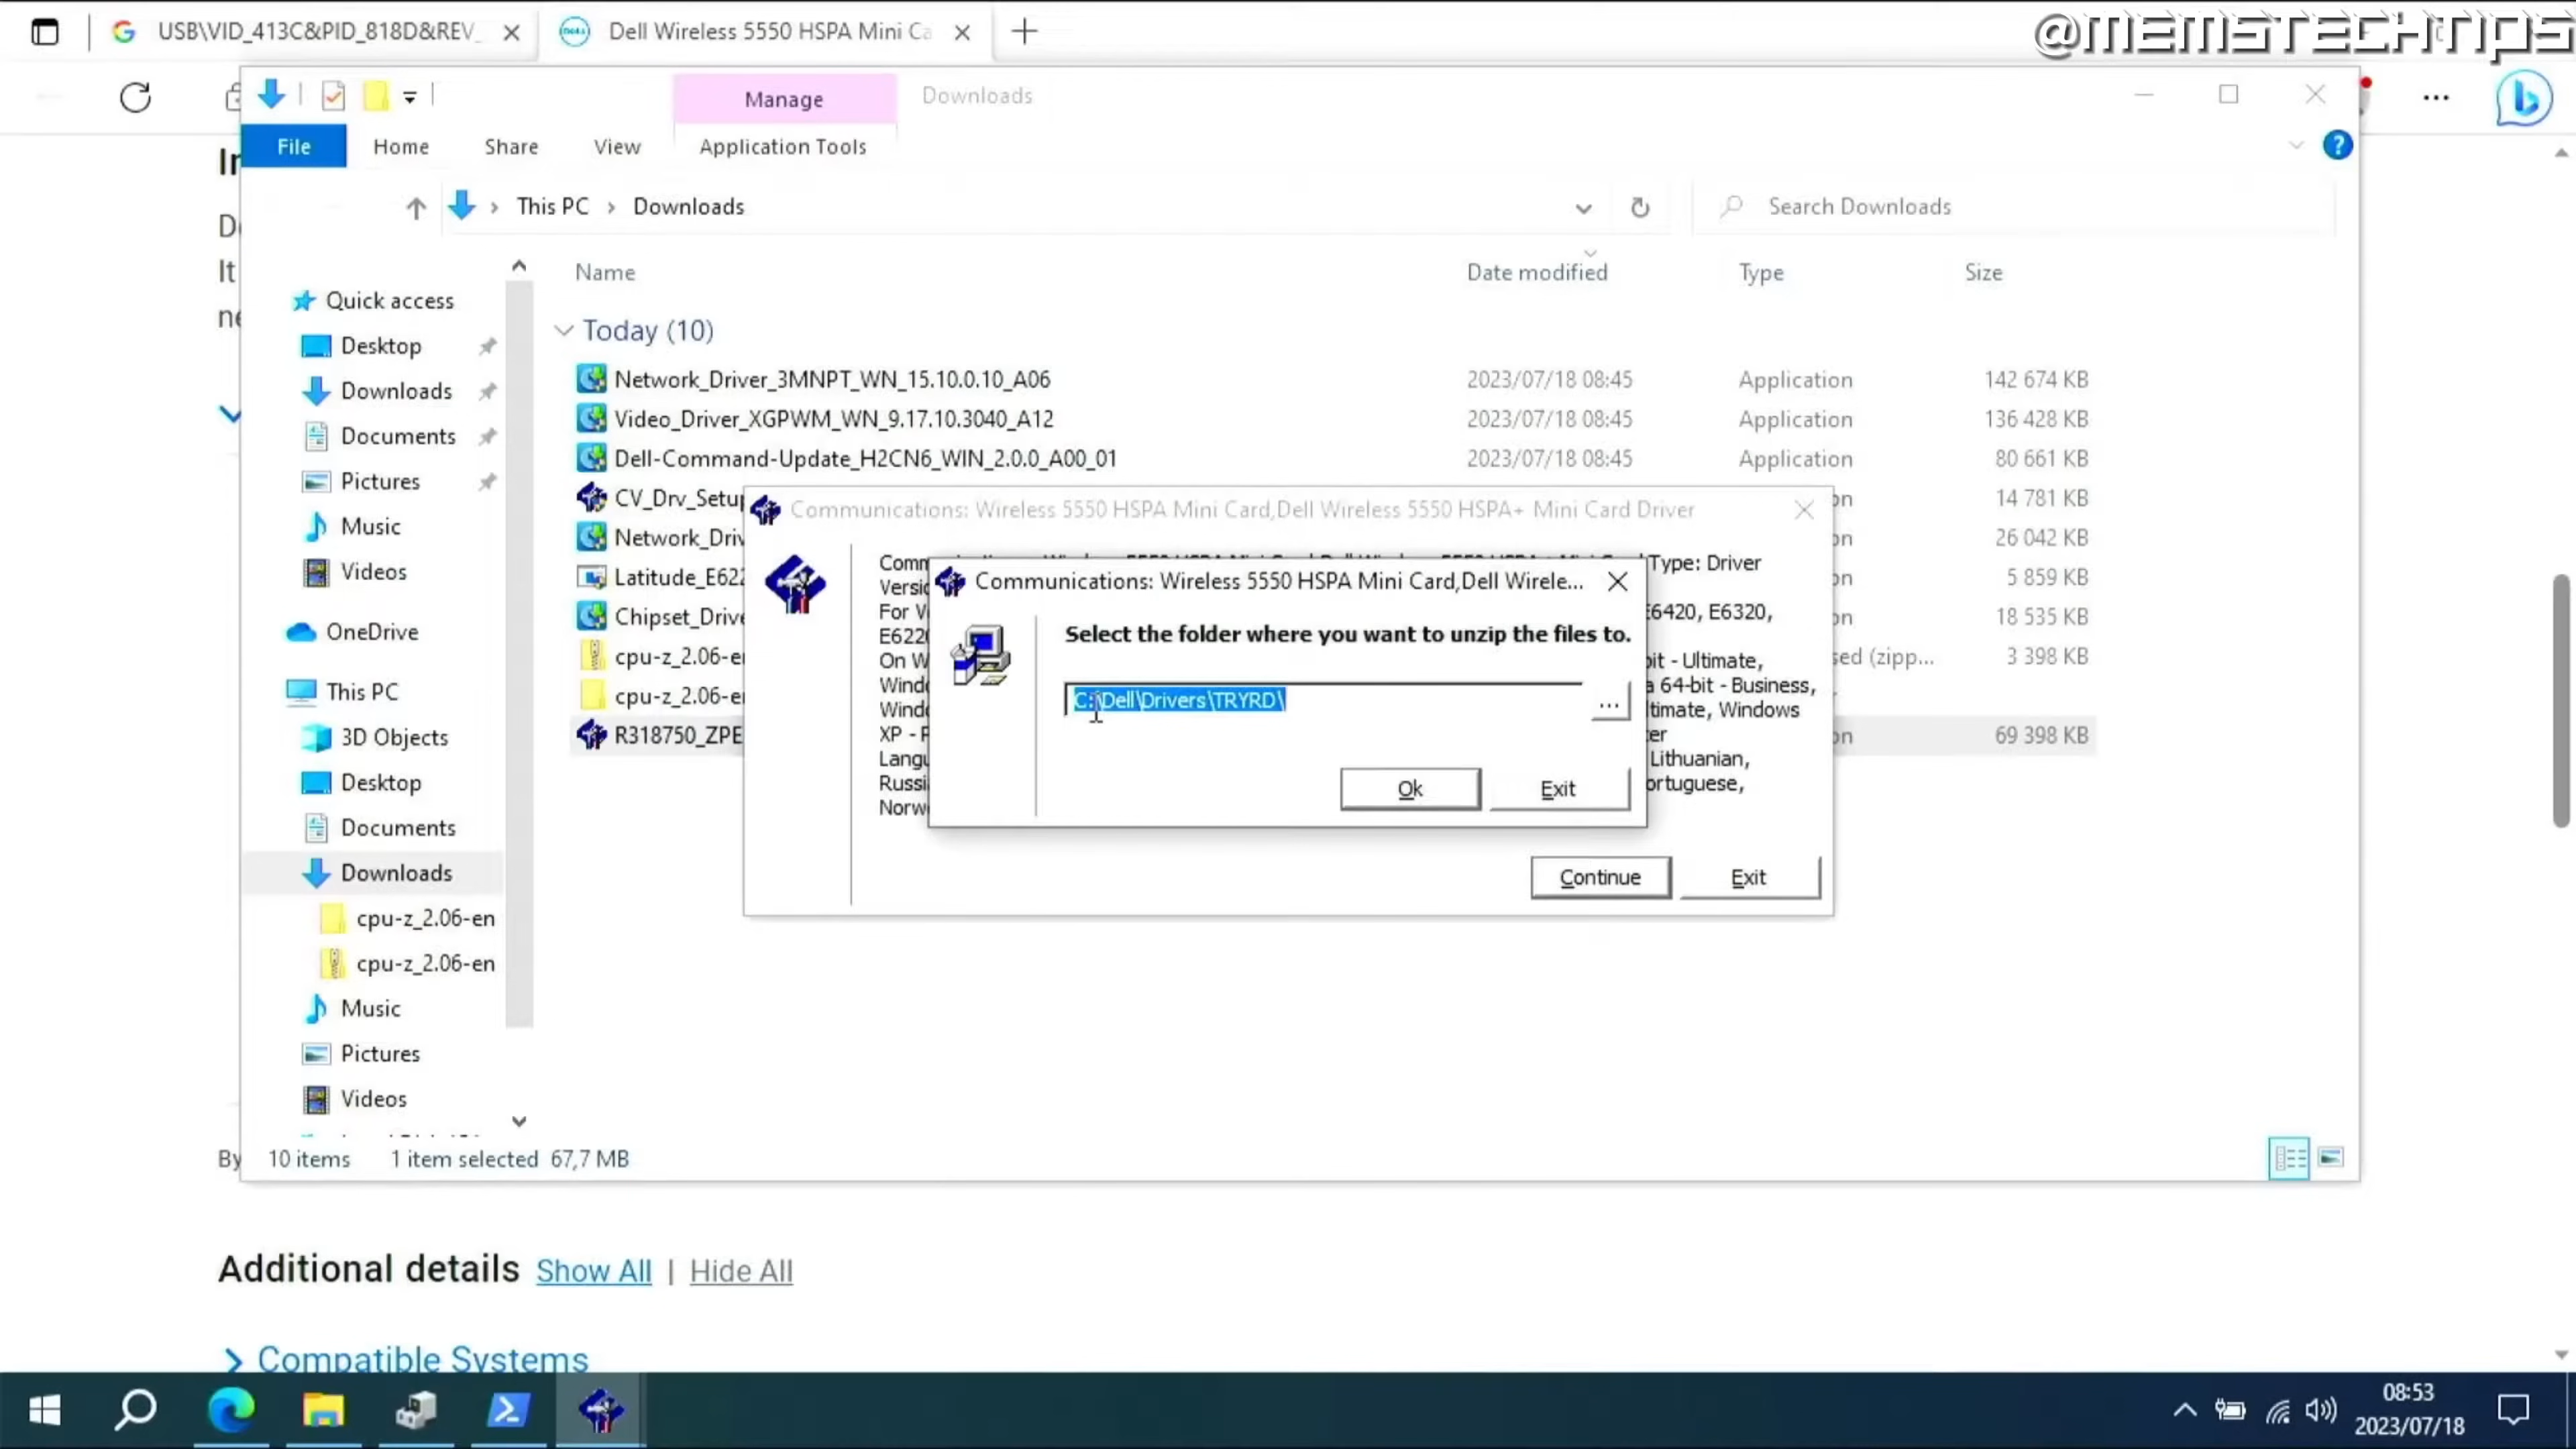 USB\VID_413C&PID_818D&REV_
Dell Wireless 5550 HSPA Mini Ca
@MEMSTECHTIPS
Manage
Downloads
File
Home
Share
View
Application Tools
This PC
Downloads
Search Downloads
Name
Date modified
Type
Size
Quick access
Desktop
Downloads
Documents
Pictures
Music
Videos
OneDrive
This PC
3D Objects
Desktop
Documents
Downloads
cpu-z_2.06-en
cpu-z_2.06-en
Music
Pictures
Videos
Today (10)
Network_Driver_3MNPT_WN_15.10.0.10_A06 2023/07/18 08:45 Application 142 674 KB
Video_Driver_XGPWM_WN_9.17.10.3040_A12 2023/07/18 08:45 Application 136 428 KB
Dell-Command-Update_H2CN6_WIN_2.0.0_A00_01 2023/07/18 08:45 Application 80 661 KB
CV_Drv_Setup 14 781 KB
Network_Driv 26 042 KB
Latitude_E622 5 859 KB
Chipset_Drive 18 535 KB
cpu-z_2.06-en sed (zipp... 3 398 KB
cpu-z_2.06-en
R318750_ZPE 69 398 KB
Communications: Wireless 5550 HSPA Mini Card,Dell Wireless 5550 HSPA+ Mini Card Driver
Type: Driver
E6420, E6320,
E6220
bit - Ultimate,
a 64-bit - Business,
ltimate, Windows
XP - P
Lithuanian,
ortuguese,
Continue
Exit
Communications: Wireless 5550 HSPA Mini Card,Dell Wirele...
Select the folder where you want to unzip the files to.
C:\Dell\Drivers\TRYRD\
...
Ok
Exit
10 items
1 item selected 67,7 MB
By
Additional details Show All | Hide All
Compatible Systems
08:53
2023/07/18